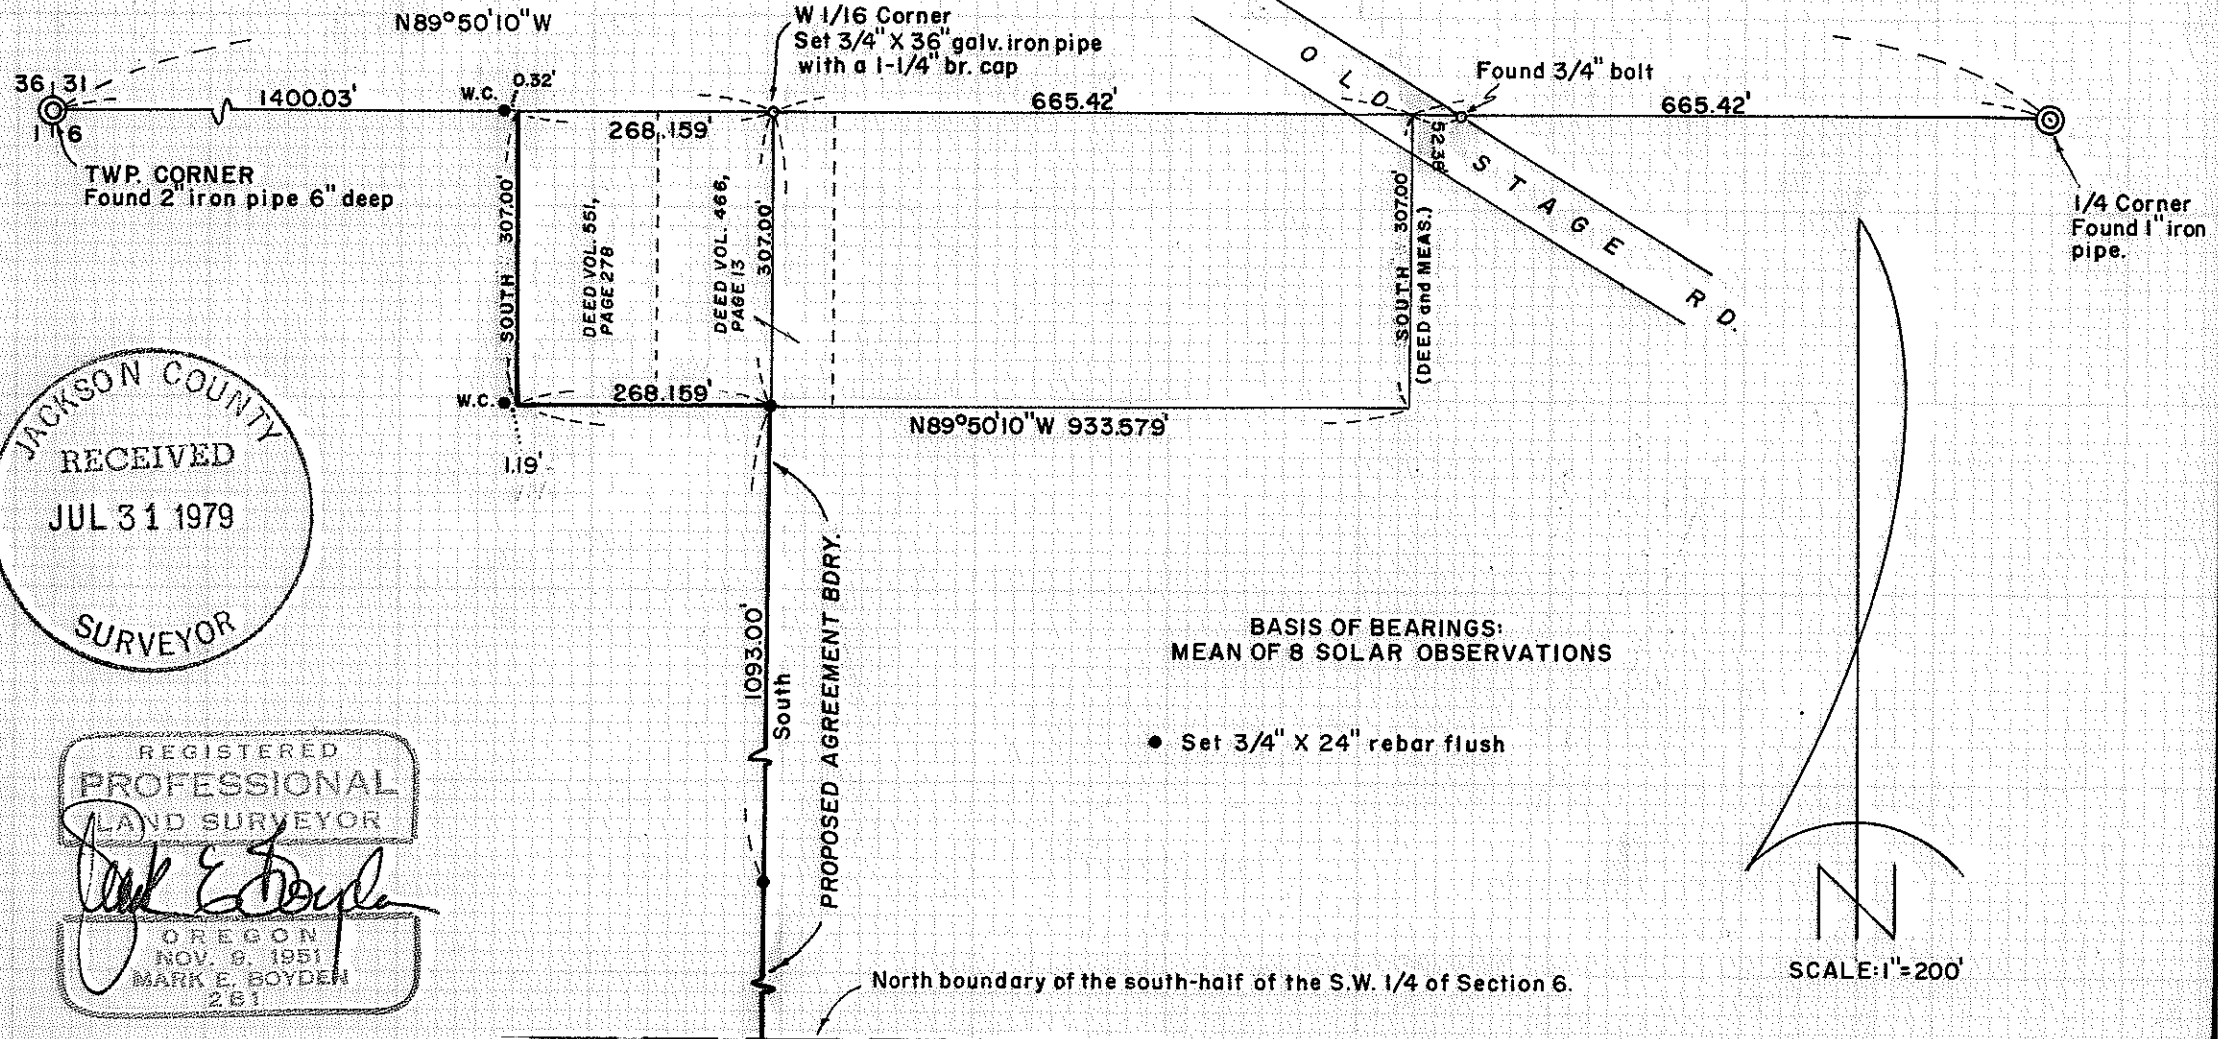 N89°50'10"W
W 1/16 Corner
Set 3/4" X 36" galv. iron pipe
with a 1-1/4" br. cap
OLD STAGE RD.
Found 3/4" bolt
36 31
1 6
1400.03'
W.C.
0.32'
268.159'
665.42'
665.42'
52.38'
TWP. CORNER
Found 2" iron pipe 6" deep
1/4 Corner
Found 1" iron
pipe.
SOUTH 307.00'
DEED VOL. 551,
PAGE 278
DEED VOL. 466,
PAGE 13
307.00'
SOUTH 307.00'
(DEED and MEAS.)
W.C.
268.159'
1.19'
N89°50'10"W 933.579'
JACKSON COUNTY
RECEIVED
JUL 31 1979
SURVEYOR
1093.00'
South
PROPOSED AGREEMENT BDRY.
BASIS OF BEARINGS:
MEAN OF 8 SOLAR OBSERVATIONS
● Set 3/4" X 24" rebar flush
REGISTERED
PROFESSIONAL
LAND SURVEYOR
Mark E Boyden
OREGON
NOV. 9, 1951
MARK E. BOYDEN
281
North boundary of the south-half of the S.W. 1/4 of Section 6.
N
SCALE: 1"=200'